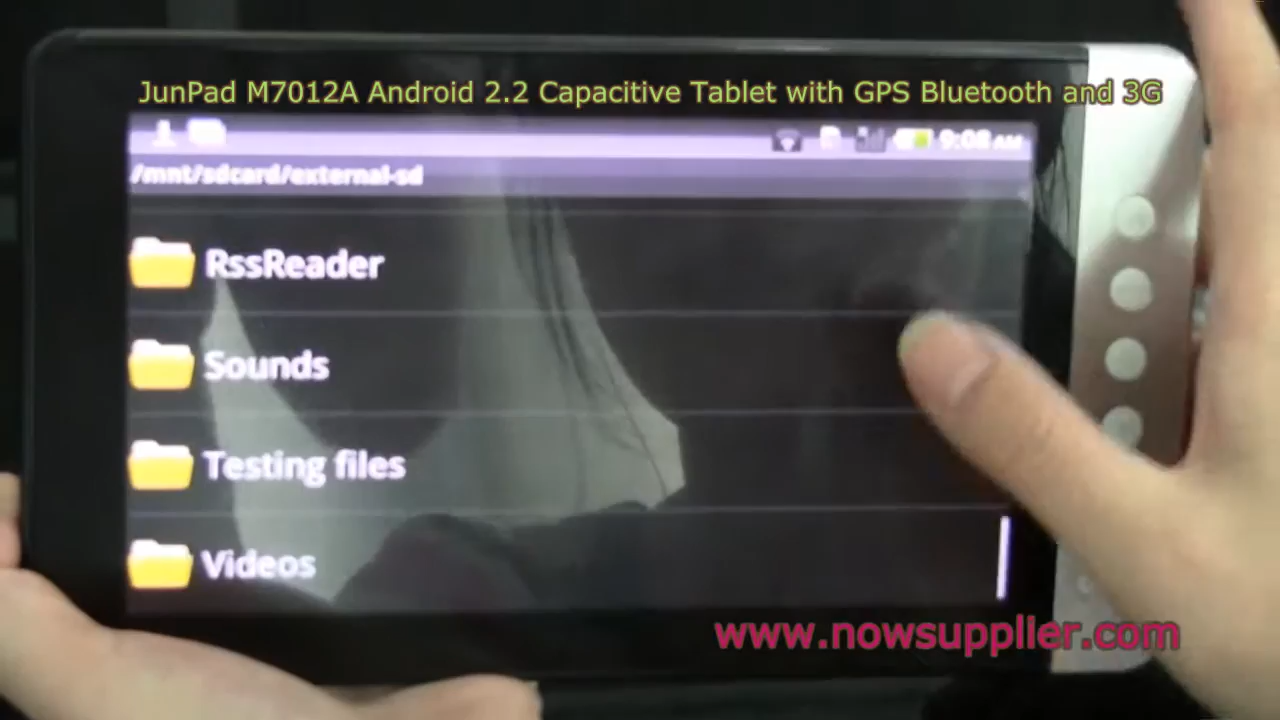 JunPad M7012A Android 2.2 Capacitive Tablet with GPS Bluetooth and 3G
9:08 AM
/mnt/sdcard/external-sd
RssReader
Sounds
Testing files
Videos
www.nowsupplier.com